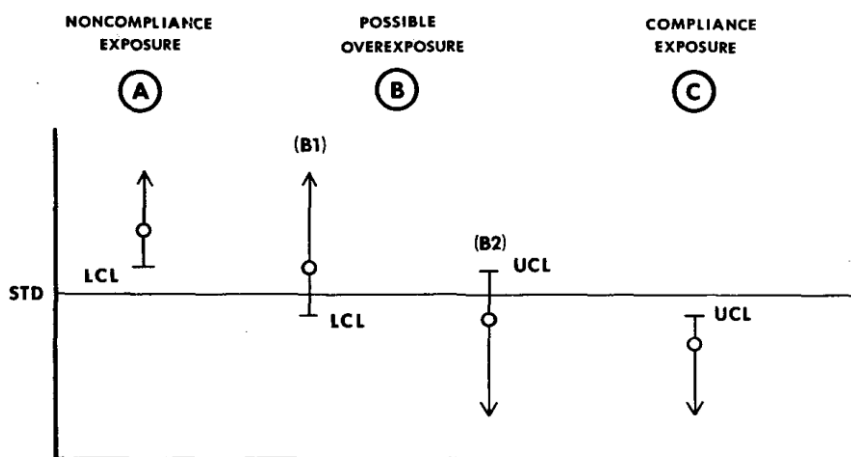 NONCOMPLIANCE
EXPOSURE
A
POSSIBLE
OVEREXPOSURE
B
COMPLIANCE
EXPOSURE
C
(B1)
(B2)
UCL
LCL
STD
LCL
UCL